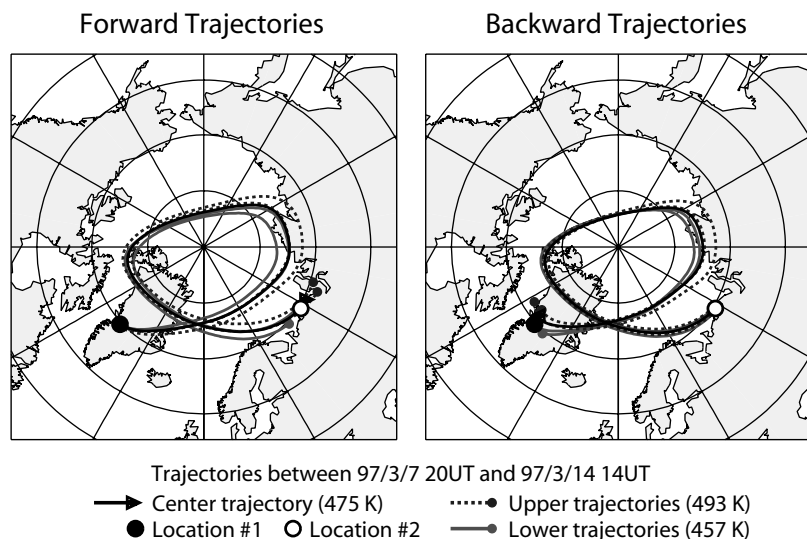 Forward Trajectories
Backward Trajectories
Trajectories between 97/3/7 20UT and 97/3/14 14UT
Center trajectory (475 K)
Upper trajectories (493 K)
Location #1
Location #2
Lower trajectories (457 K)